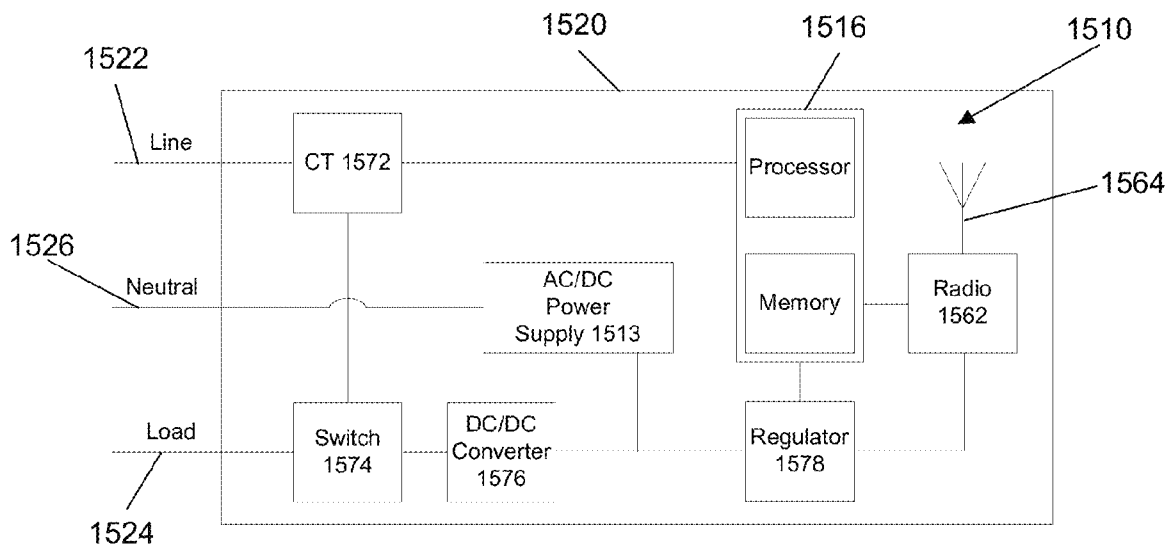 1520
1516
1510
1522
Line
CT 1572
Processor
1564
1526
Neutral
AC/DC
Power
Supply 1513
Memory
Radio
1562
Load
Switch
1574
DC/DC
Converter
1576
Regulator
1578
1524